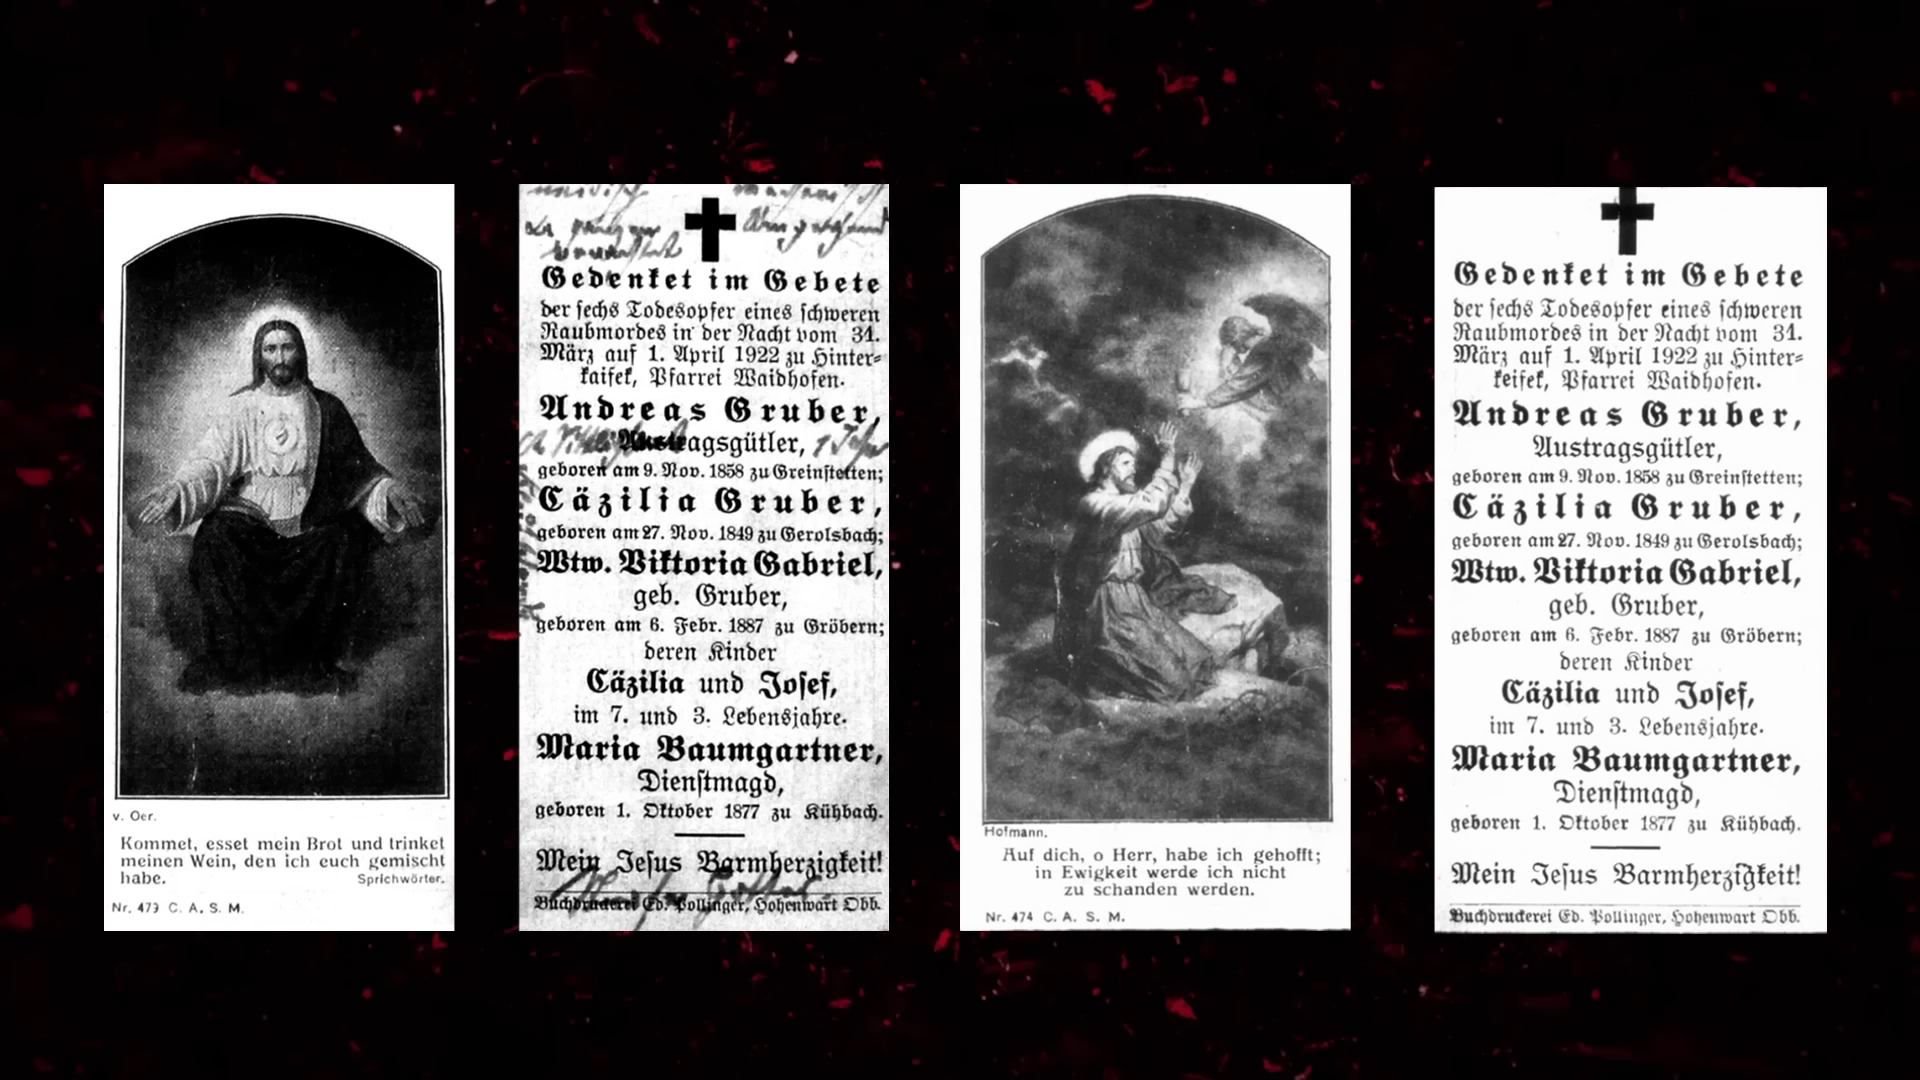 v. Oer.
Kommet, esset mein Brot und trinket
meinen Wein, den ich euch gemischt
habe.
Sprichwörter.
Nr. 473 C. A. S. M.
Gedenket im Gebete
der sechs Todesopfer eines schweren
Raubmordes in der Nacht vom 31.
März auf 1. April 1922 zu Hinter=
kaifek, Pfarrei Waidhofen.
Andreas Gruber,
Austragsgütler,
geboren am 9. Nov. 1858 zu Greinstetten;
Cäzilia Gruber,
geboren am 27. Nov. 1849 zu Gerolsbach;
Wtw. Viktoria Gabriel,
geb. Gruber,
geboren am 6. Febr. 1887 zu Gröbern;
deren Kinder
Cäzilia und Josef,
im 7. und 3. Lebensjahre.
Maria Baumgartner,
Dienstmagd,
geboren 1. Oktober 1877 zu Kühbach.
Mein Jesus Barmherzigkeit!
Buchdruckerei Ed. Pollinger, Hohenwart Obb.
Hofmann.
Auf dich, o Herr, habe ich gehofft;
in Ewigkeit werde ich nicht
zu schanden werden.
Nr. 474 C. A. S. M.
Gedenket im Gebete
der sechs Todesopfer eines schweren
Raubmordes in der Nacht vom 31.
März auf 1. April 1922 zu Hinter=
keifek, Pfarrei Waidhofen.
Andreas Gruber,
Austragsgütler,
geboren am 9. Nov. 1858 zu Greinstetten;
Cäzilia Gruber,
geboren am 27. Nov. 1849 zu Gerolsbach;
Wtw. Viktoria Gabriel,
geb. Gruber,
geboren am 6. Febr. 1887 zu Gröbern;
deren Kinder
Cäzilia und Josef,
im 7. und 3. Lebensjahre.
Maria Baumgartner,
Dienstmagd,
geboren 1. Oktober 1877 zu Kühbach.
Mein Jesus Barmherzigkeit!
Buchdruckerei Ed. Pollinger, Hohenwart Obb.